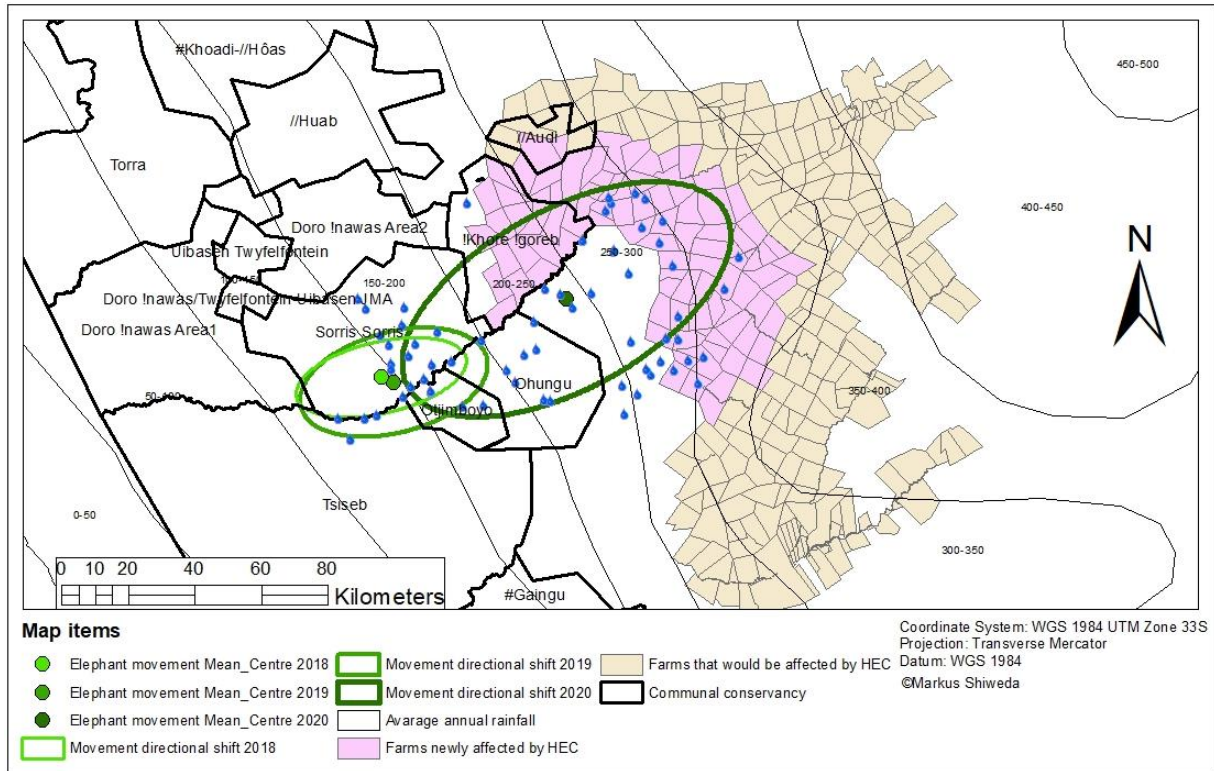 450-500
#Khoadi-//Hôas
//Huab
//Audi
Torra
400-450
N
Doro !nawas Area2
!Khore !goreb
Uibasen Twyfelfontein
250-300
150-200
200-250
Doro !nawas/Twyfelfontein Uibasen JMA
Doro !nawas Area1
Sorris Sorris
Ohungu
350-400
50-100
Otjimboyo
Tsiseb
0-50
300-350
0 10 20 40 60 80
Kilometers
#Gaingu
Map items
Elephant movement Mean_Centre 2018
Elephant movement Mean_Centre 2019
Elephant movement Mean_Centre 2020
Movement directional shift 2018
Movement directional shift 2019
Movement directional shift 2020
Avarage annual rainfall
Farms newly affected by HEC
Farms that would be affected by HEC
Communal conservancy
Coordinate System: WGS 1984 UTM Zone 33S
Projection: Transverse Mercator
Datum: WGS 1984
©Markus Shiweda